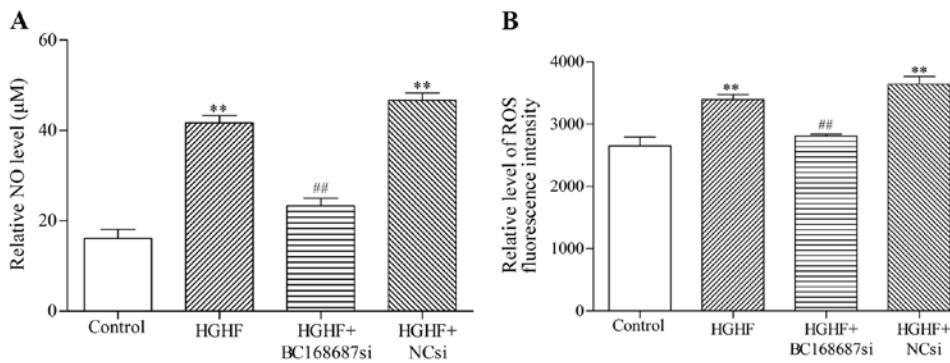 A
Relative NO level (µM)
60
40
20
0
**
##
**
Control
HGHF
HGHF+
BC168687si
HGHF+
NCsi
B
Relative level of ROS
fluorescence intensity
4000
3000
2000
1000
0
**
##
**
Control
HGHF
HGHF+
BC168687si
HGHF+
NCsi